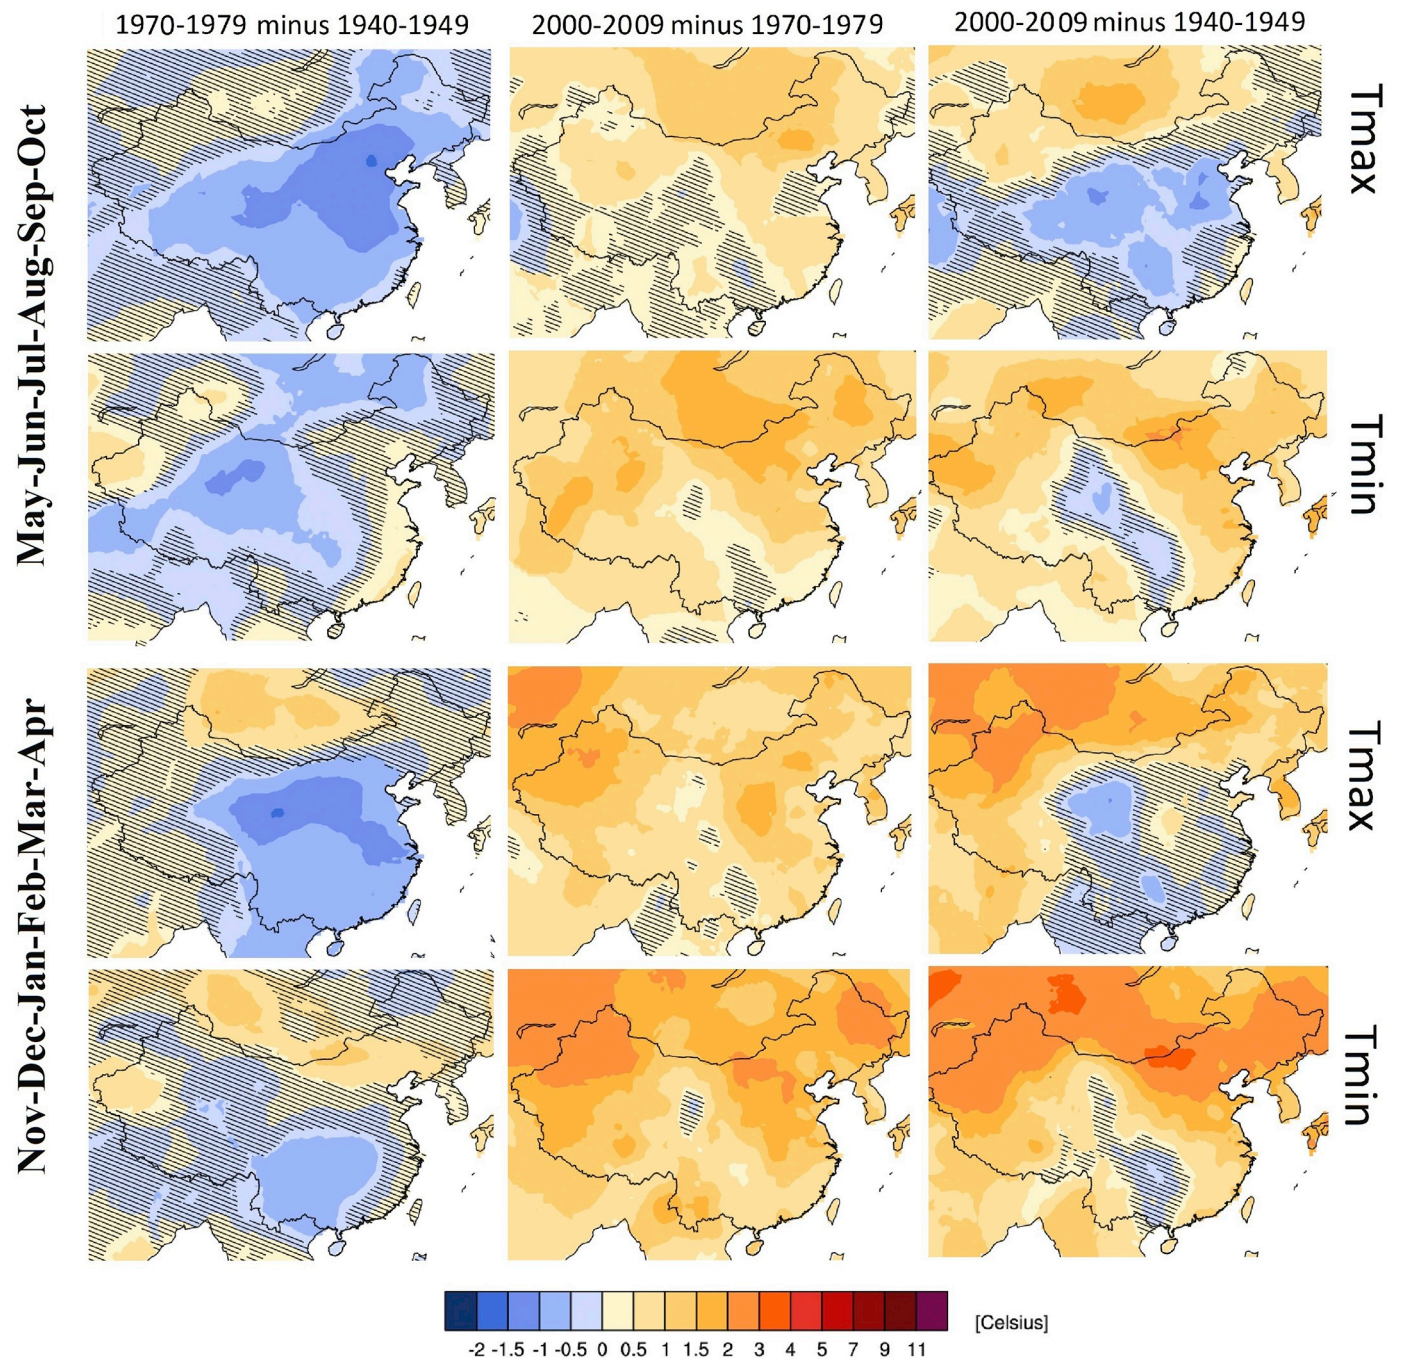 1970-1979 minus 1940-1949
2000-2009 minus 1970-1979
2000-2009 minus 1940-1949
May-Jun-Jul-Aug-Sep-Oct
Tmax
Tmin
Nov-Dec-Jan-Feb-Mar-Apr
Tmax
Tmin
-2 -1.5 -1 -0.5 0 0.5 1 1.5 2 3 4 5 7 9 11
[Celsius]